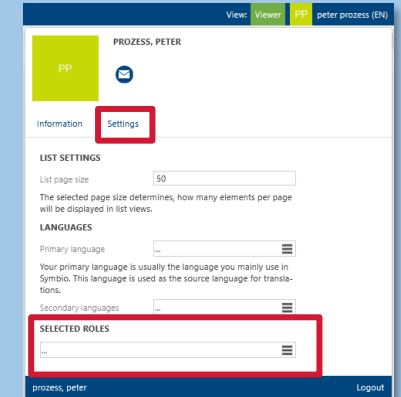 View: Viewer PP peter prozess (EN)
PROZESS, PETER
PP
Information Settings
LIST SETTINGS
List page size 50
The selected page size determines, how many elements per page
will be displayed in list views.
LANGUAGES
Primary language ...
Your primary language is usually the language you mainly use in
Symbio. This language is used as the source language for transla-
tions.
Secondary languages ...
SELECTED ROLES
...
prozess, peter Logout